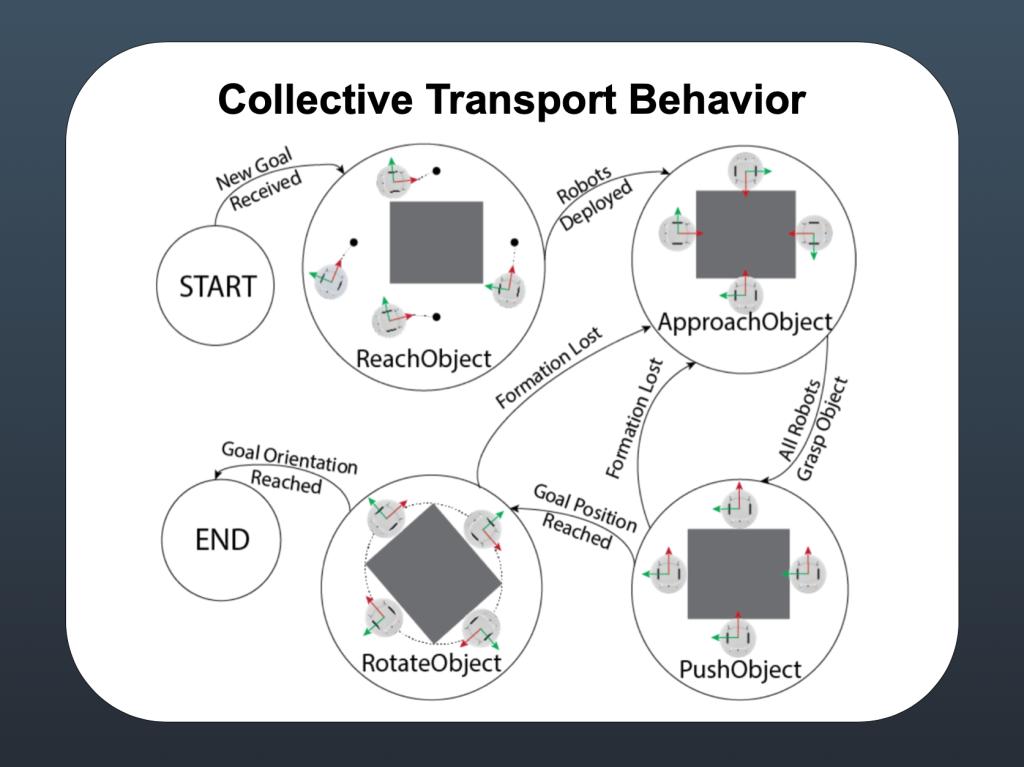 Collective Transport Behavior
New Goal
Received
Robots
Deployed
START
ReachObject
ApproachObject
Formation Lost
Formation Lost
All Robots
Grasp Object
Goal Orientation
Reached
Goal Position
Reached
END
RotateObject
PushObject